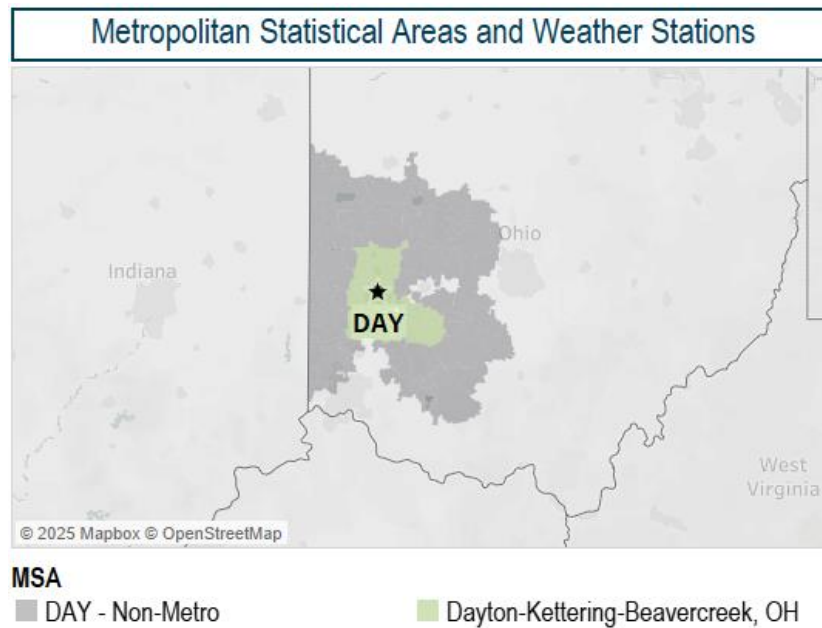 Metropolitan Statistical Areas and Weather Stations
Ohio
Indiana
DAY
West
Virginia
© 2025 Mapbox © OpenStreetMap
MSA
DAY - Non-Metro
Dayton-Kettering-Beavercreek, OH